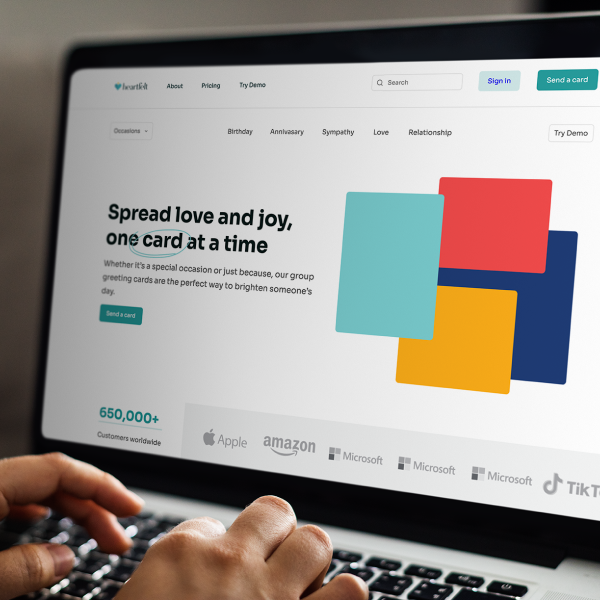 heartfelt
About
Pricing
Try Demo
Search
Sign In
Send a card
Occasions
Birthday
Annivasary
Sympathy
Love
Relationship
Try Demo
Spread love and joy,
one card at a time
Whether it's a special occasion or just because, our group
greeting cards are the perfect way to brighten someone's
day.
Send a card
650,000+
Customers worldwide
Apple
amazon
Microsoft
Microsoft
Microsoft
TikTo